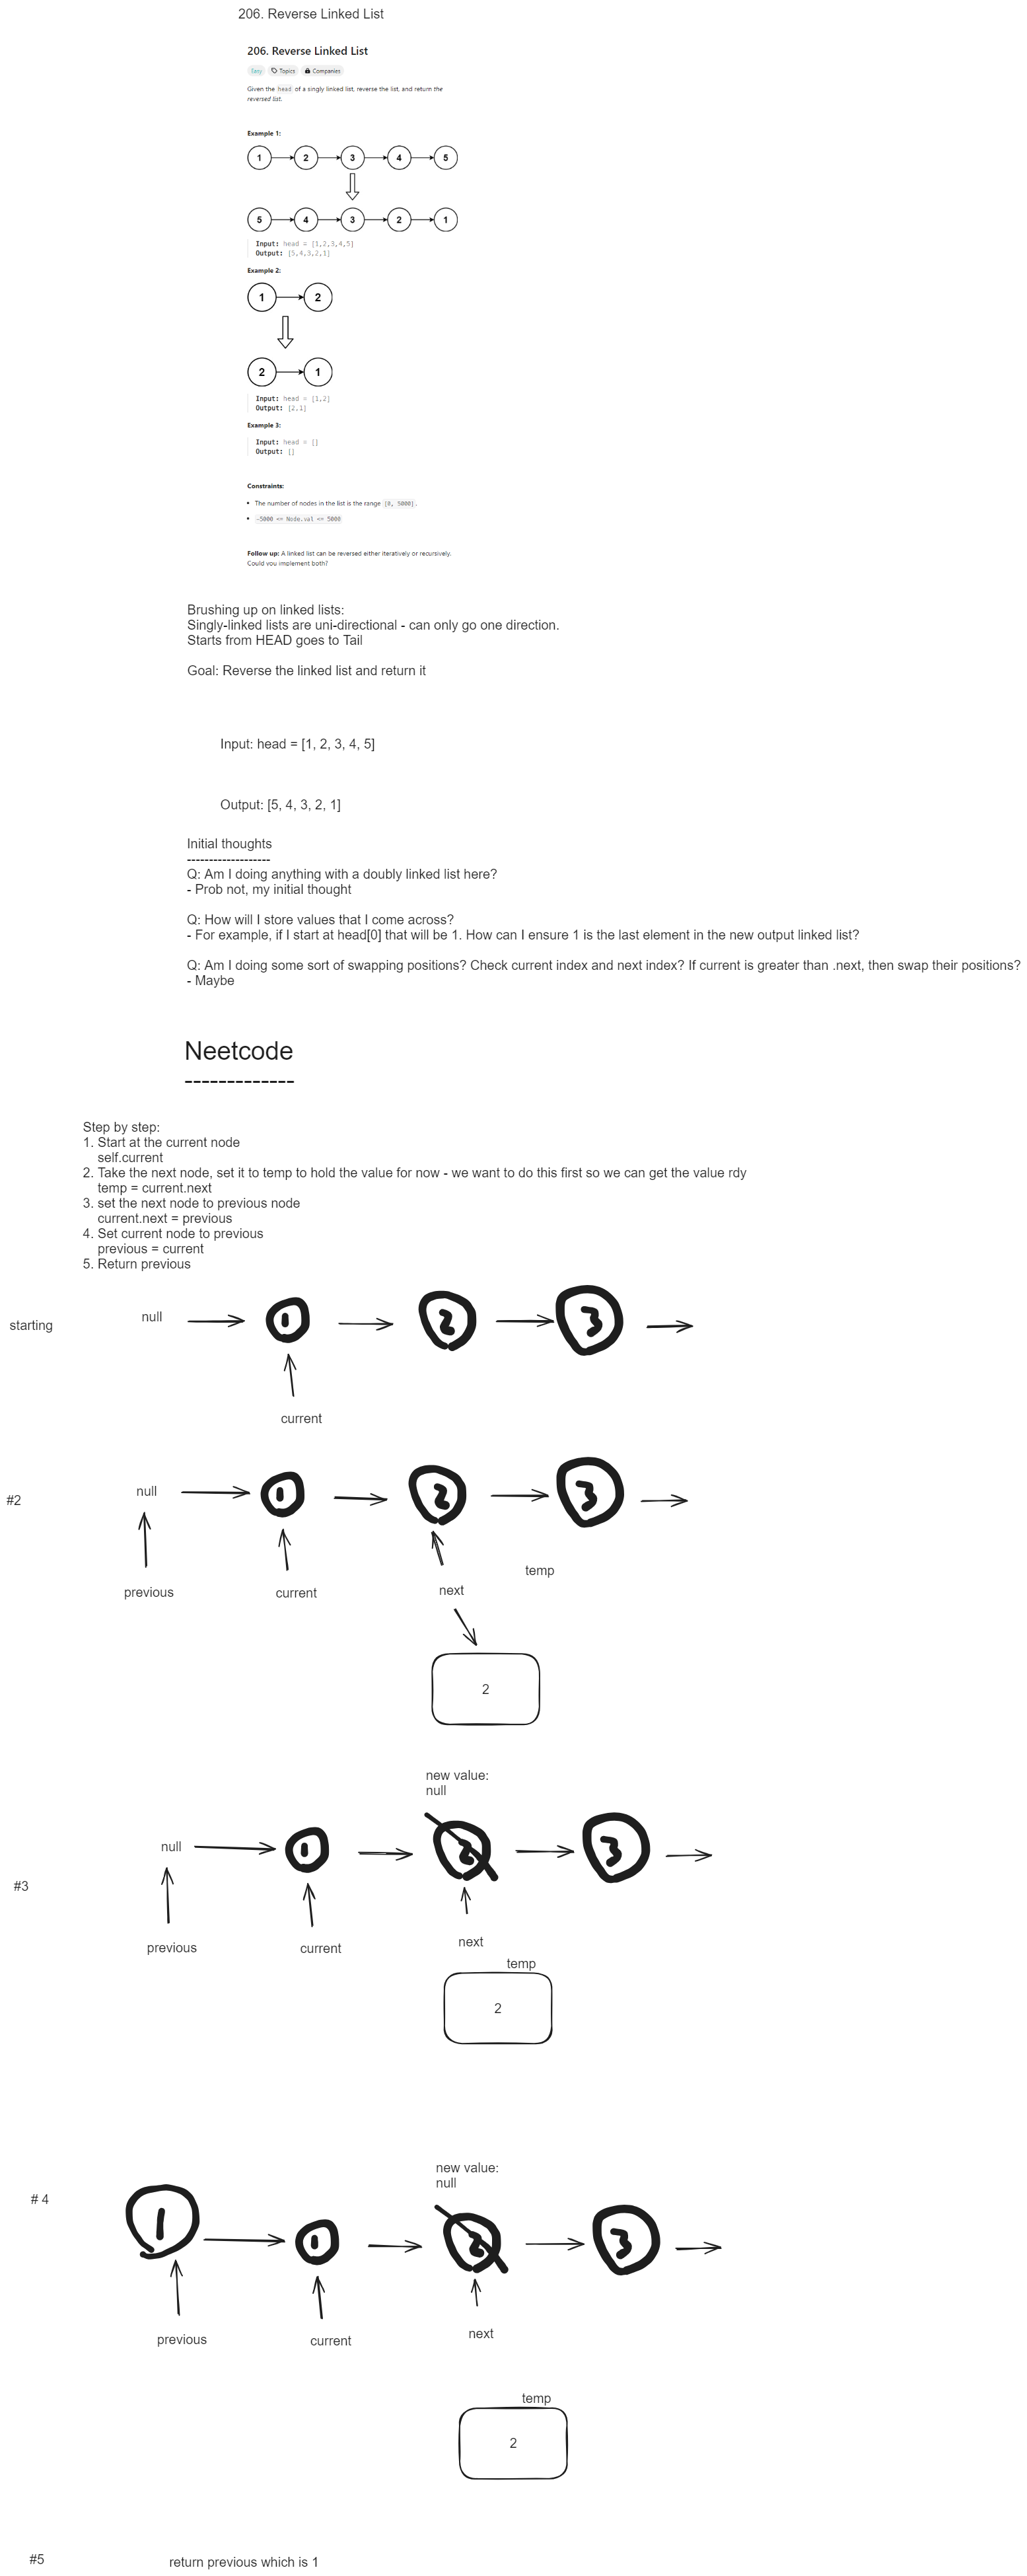 206. Reverse Linked List
206. Reverse Linked List
Easy Topics Companies
Given the head of a singly linked list, reverse the list, and return the
reversed list.
Example 1:
1 2 3 4 5
5 4 3 2 1
Input: head = [1,2,3,4,5]
Output: [5,4,3,2,1]
Example 2:
1 2
2 1
Input: head = [1,2]
Output: [2,1]
Example 3:
Input: head = []
Output: []
Constraints:
• The number of nodes in the list is the range [0, 5000].
• -5000 <= Node.val <= 5000
Follow up: A linked list can be reversed either iteratively or recursively.
Could you implement both?
Brushing up on linked lists:
Singly-linked lists are uni-directional - can only go one direction.
Starts from HEAD goes to Tail
Goal: Reverse the linked list and return it
Input: head = [1, 2, 3, 4, 5]
Output: [5, 4, 3, 2, 1]
Initial thoughts
-------------------
Q: Am I doing anything with a doubly linked list here?
- Prob not, my initial thought
Q: How will I store values that I come across?
- For example, if I start at head[0] that will be 1. How can I ensure 1 is the last element in the new output linked list?
Q: Am I doing some sort of swapping positions? Check current index and next index? If current is greater than .next, then swap their positions?
- Maybe
Neetcode
-------------
Step by step:
1. Start at the current node
self.current
2. Take the next node, set it to temp to hold the value for now - we want to do this first so we can get the value rdy
temp = current.next
3. set the next node to previous node
current.next = previous
4. Set current node to previous
previous = current
5. Return previous
starting null 1 2 3
current
#2 null 1 2 3
previous current next temp
2
new value:
null
#3 null 1 2 3
previous current next
temp
2
new value:
null
# 4 1 1 2 3
previous current next
temp
2
#5 return previous which is 1